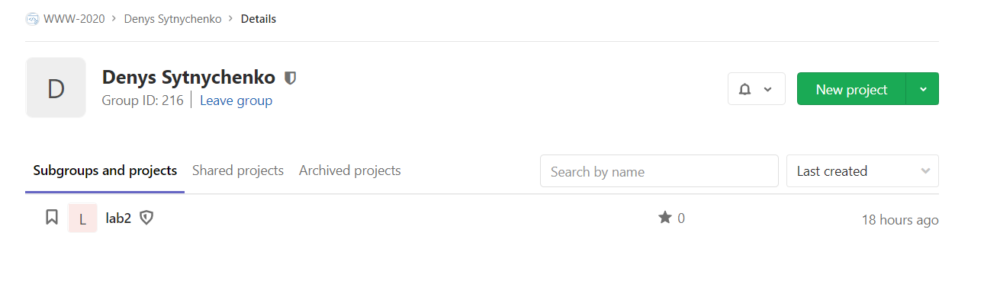 WWW-2020 > Denys Sytnychenko > Details
D
Denys Sytnychenko
Group ID: 216 | Leave group
New project
Subgroups and projects Shared projects Archived projects
Search by name
Last created
L lab2
0
18 hours ago